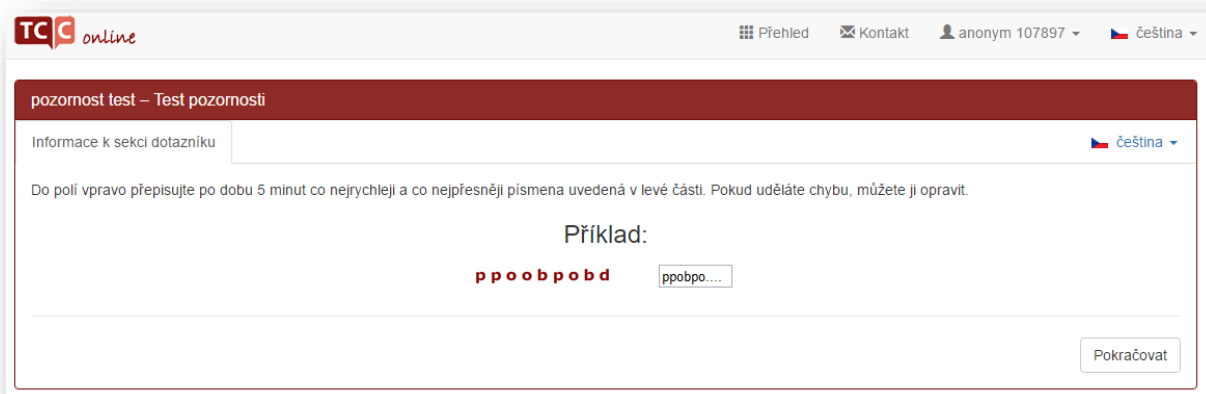 TCC online
Přehled Kontakt anonym 107897 čeština
pozornost test – Test pozornosti
Informace k sekci dotazníku
čeština
Do polí vpravo přepisujte po dobu 5 minut co nejrychleji a co nejpřesněji písmena uvedená v levé části. Pokud uděláte chybu, můžete ji opravit.
Příklad:
p p o o b p o b d ppobpo....
Pokračovat